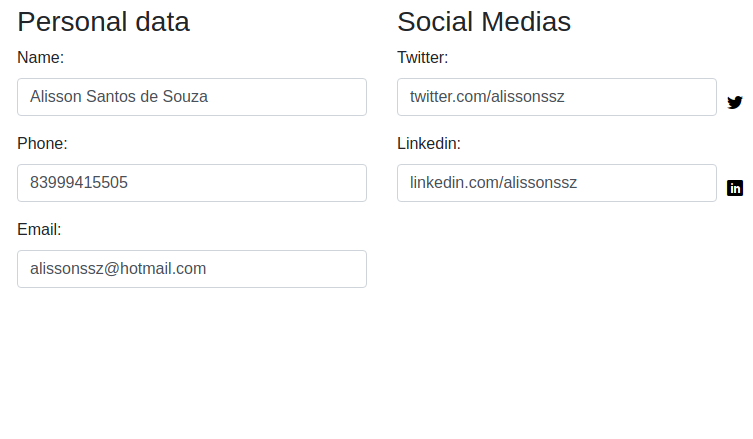 Personal data
Name:
Alisson Santos de Souza
Phone:
83999415505
Email:
alissonssz@hotmail.com
Social Medias
Twitter:
twitter.com/alissonssz
Linkedin:
linkedin.com/alissonssz
in